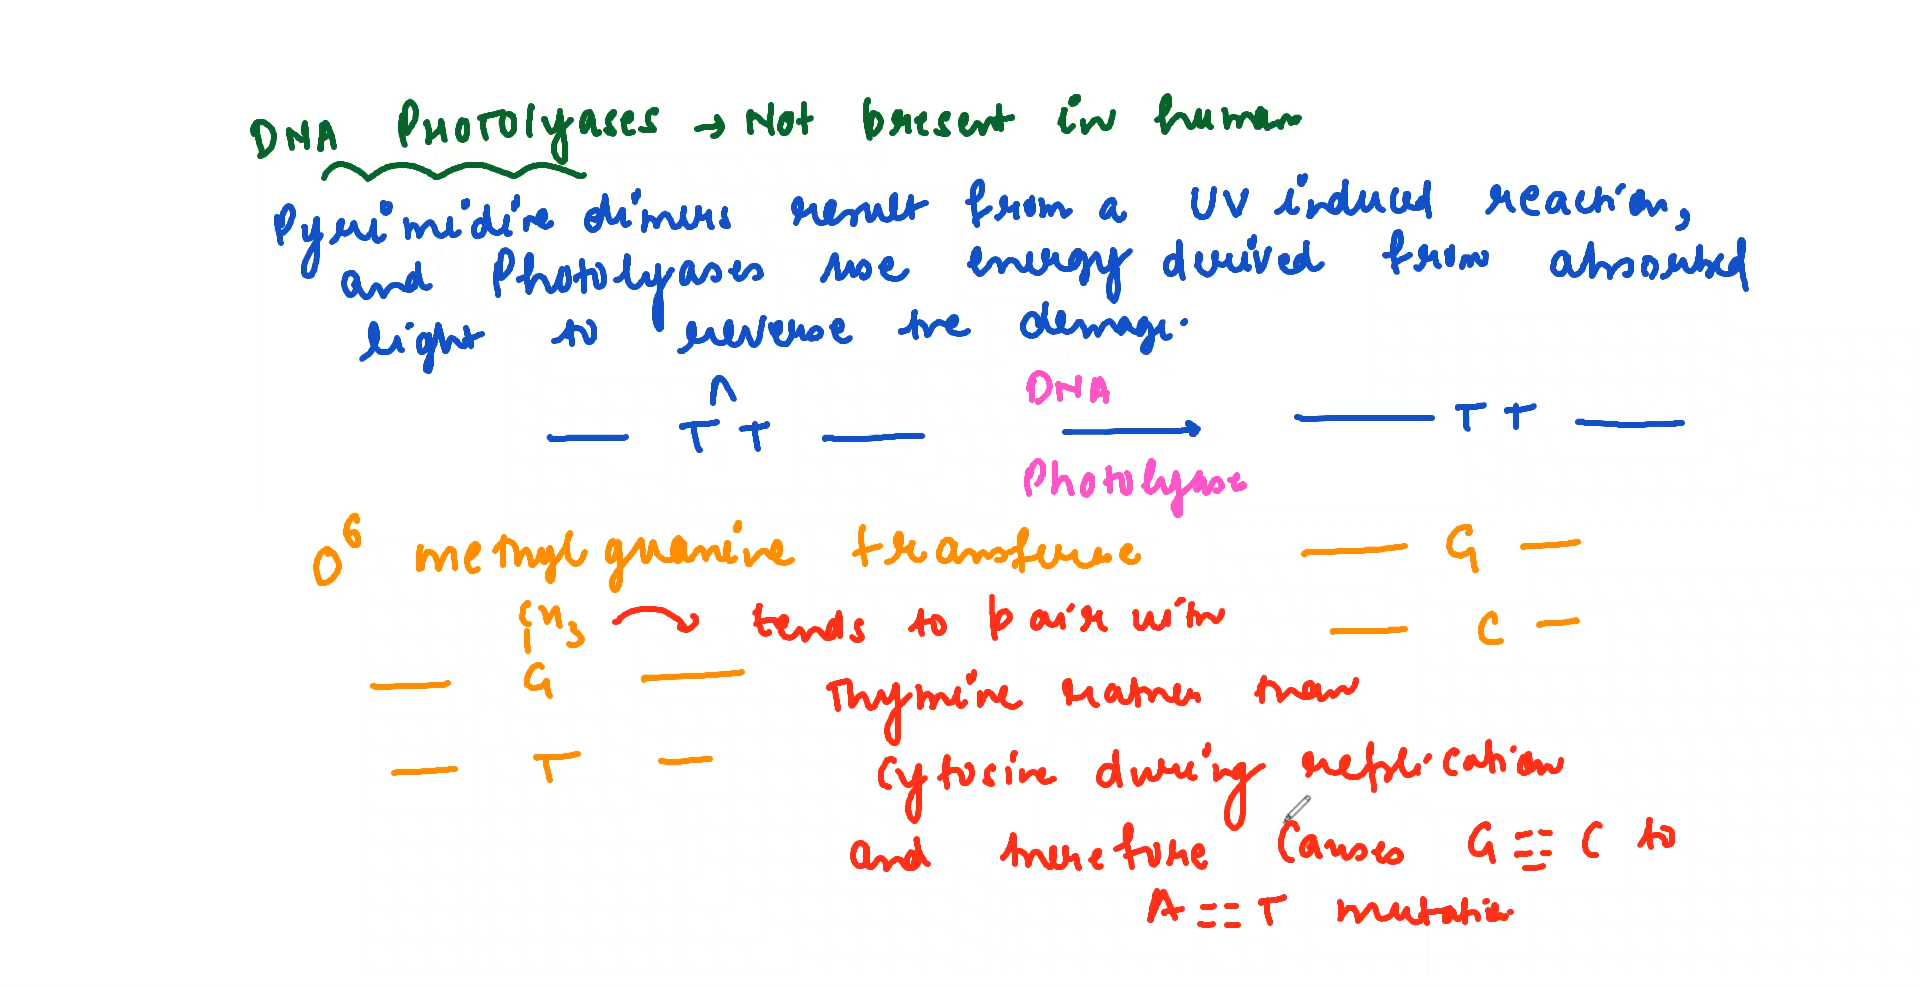 DNA Photolyases → Not present in human
Pyrimidine dimers result from a UV induced reaction,
and Photolyases use energy derived from absorbed
light to reverse the demage.
^
T T
DNA
Photolyase
T T
O⁶ methyl guanine transferase
G
C
CH₃
G
T
tends to pair with
Thymine rather than
Cytosine during replication
and therefore causes G ≡≡ C to
A == T mutation